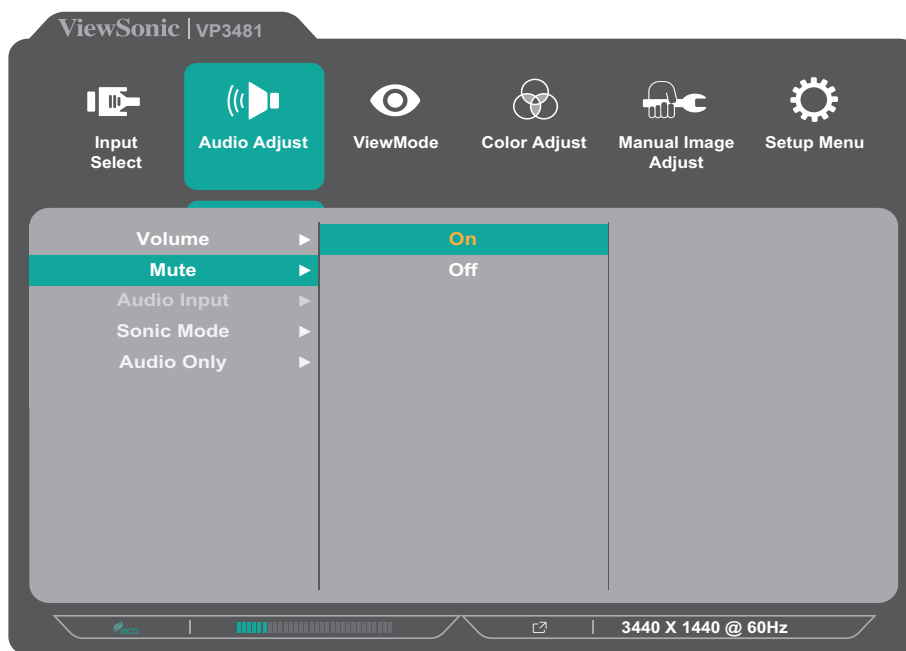 ViewSonic | VP3481
Input Select
Audio Adjust
ViewMode
Color Adjust
Manual Image Adjust
Setup Menu
Volume ►
Mute ►
Audio Input ►
Sonic Mode ►
Audio Only ►
On
Off
eco
3440 X 1440 @ 60Hz